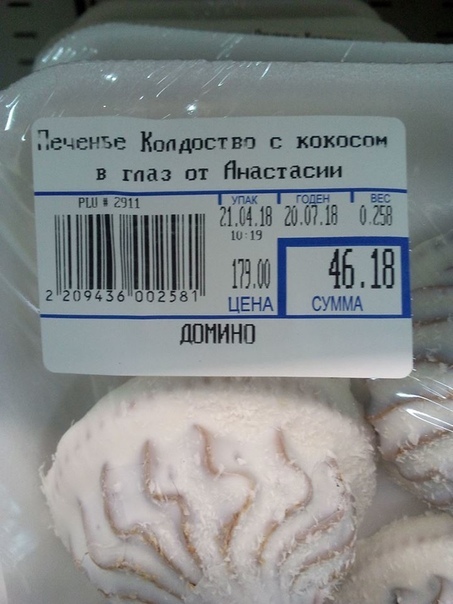 Печенье Колдоство с кокосом
в глаз от Анастасии
PLU # 2911
УПАК ГОДЕН ВЕС
21.04.18 20.07.18 0.258
10:19
179.00 46.18
ЦЕНА СУММА
2 209436 002581
ДОМИНО